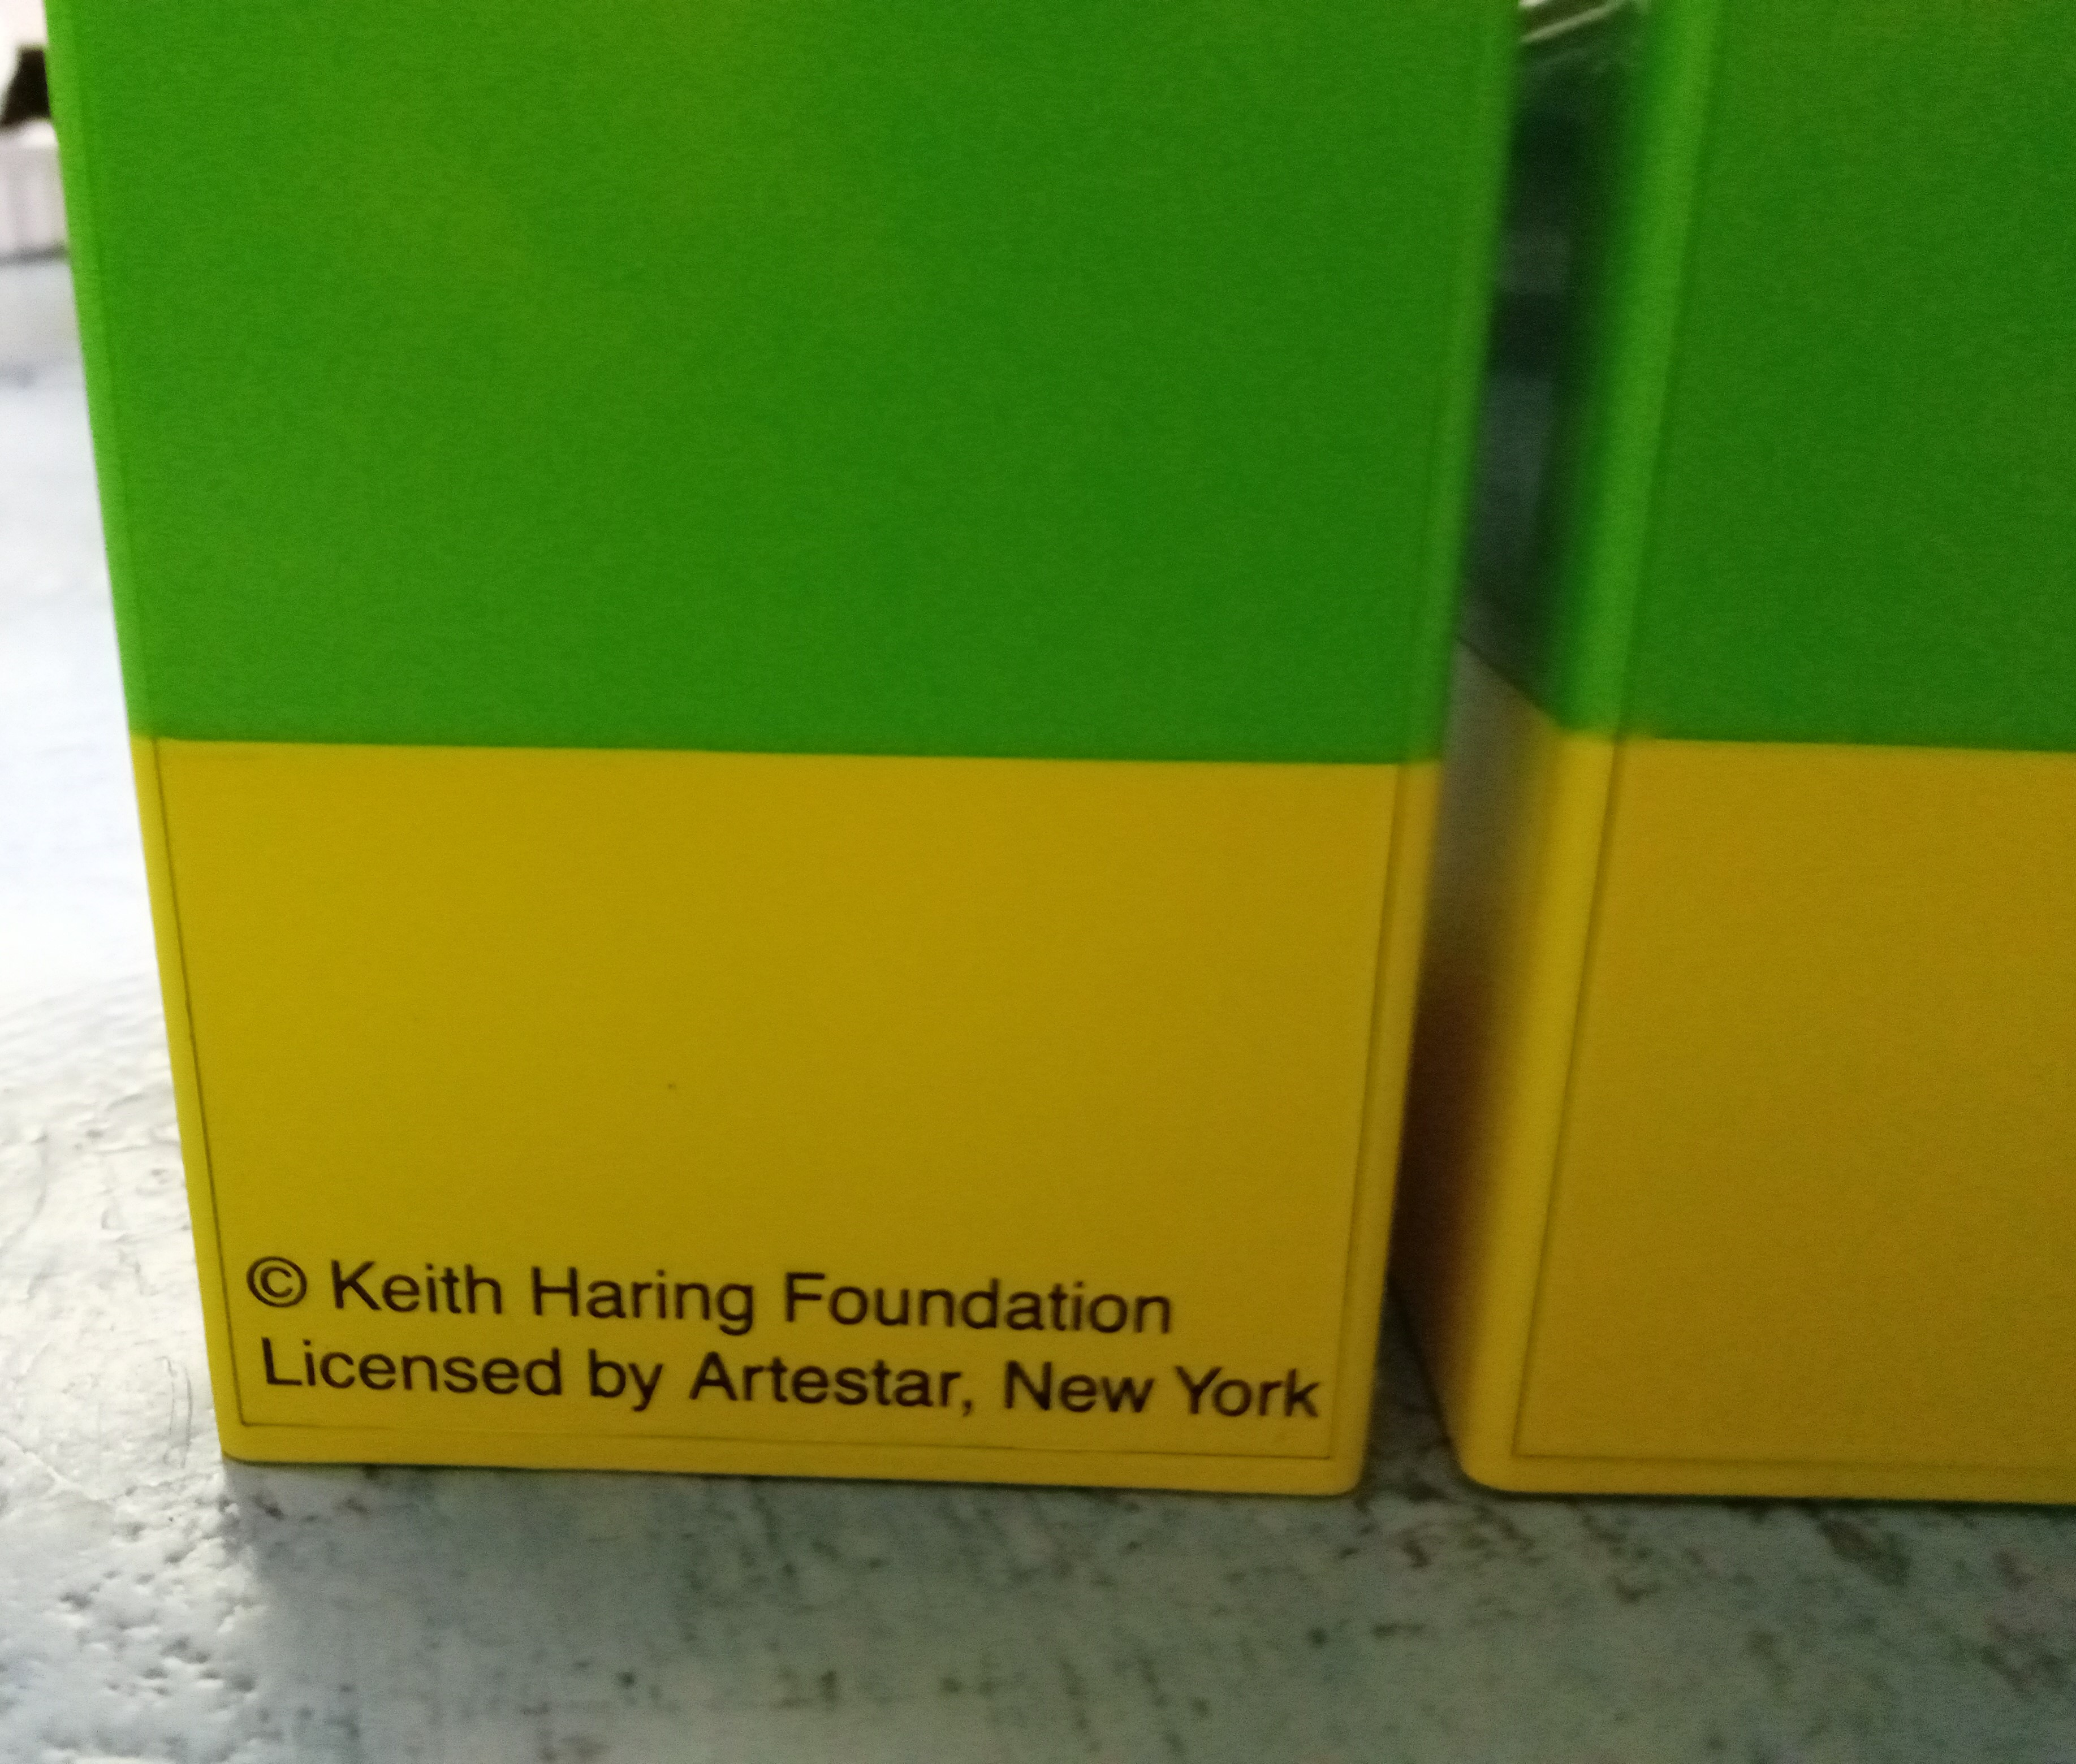 © Keith Haring Foundation
Licensed by Artestar, New York